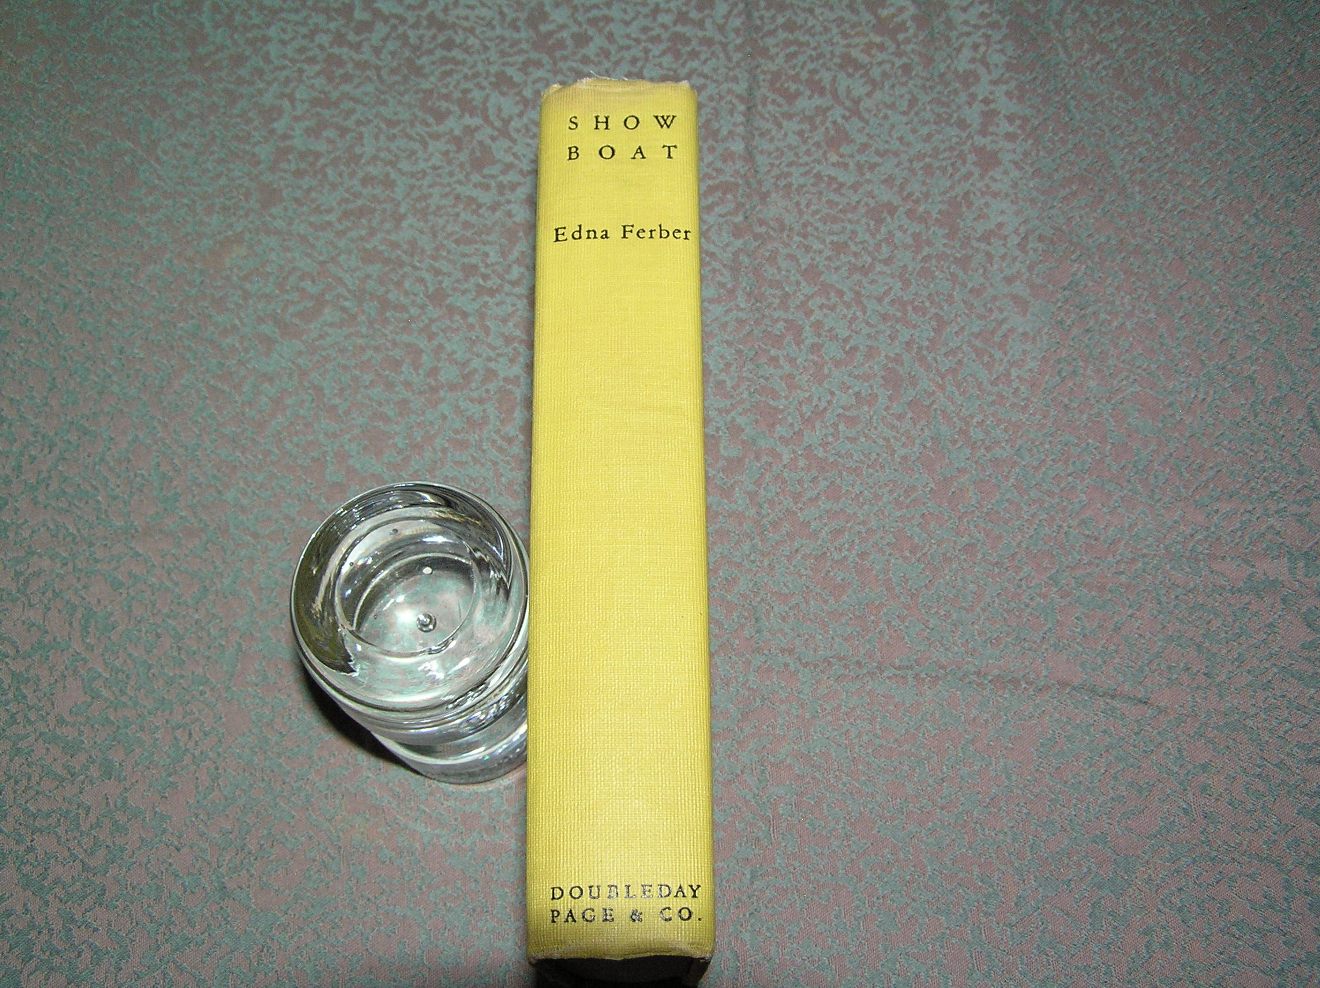 SHOW
BOAT
Edna Ferber
DOUBLEDAY
PAGE & CO.